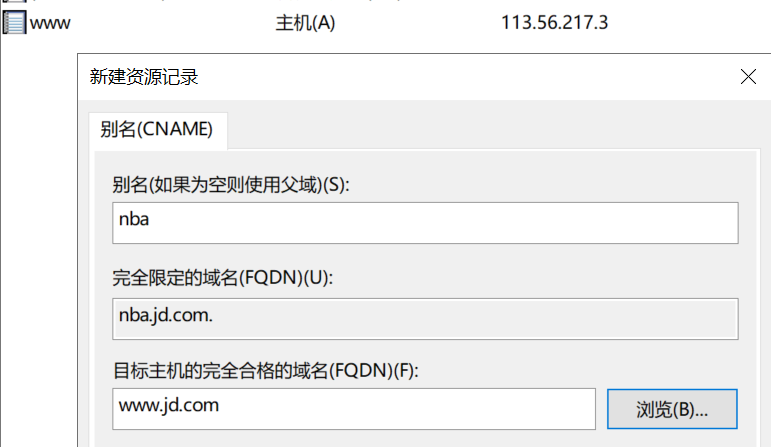 www 主机(A) 113.56.217.3
新建资源记录
别名(CNAME)
别名(如果为空则使用父域)(S):
nba
完全限定的域名(FQDN)(U):
nba.jd.com.
目标主机的完全合格的域名(FQDN)(F):
www.jd.com 浏览(B)...